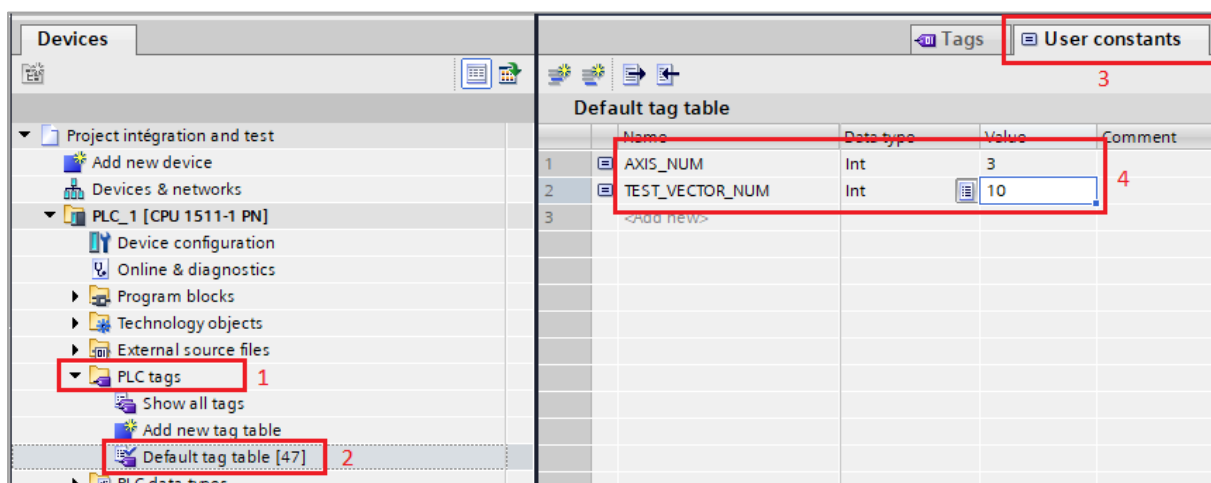 Devices
Tags
User constants
3
Default tag table
Name Data type Value Comment
1 AXIS_NUM Int 3
2 TEST_VECTOR_NUM Int 10
4
3 <Add new>
Project intégration and test
Add new device
Devices & networks
PLC_1 [CPU 1511-1 PN]
Device configuration
Online & diagnostics
Program blocks
Technology objects
External source files
PLC tags 1
Show all tags
Add new tag table
Default tag table [47] 2
PLC data types